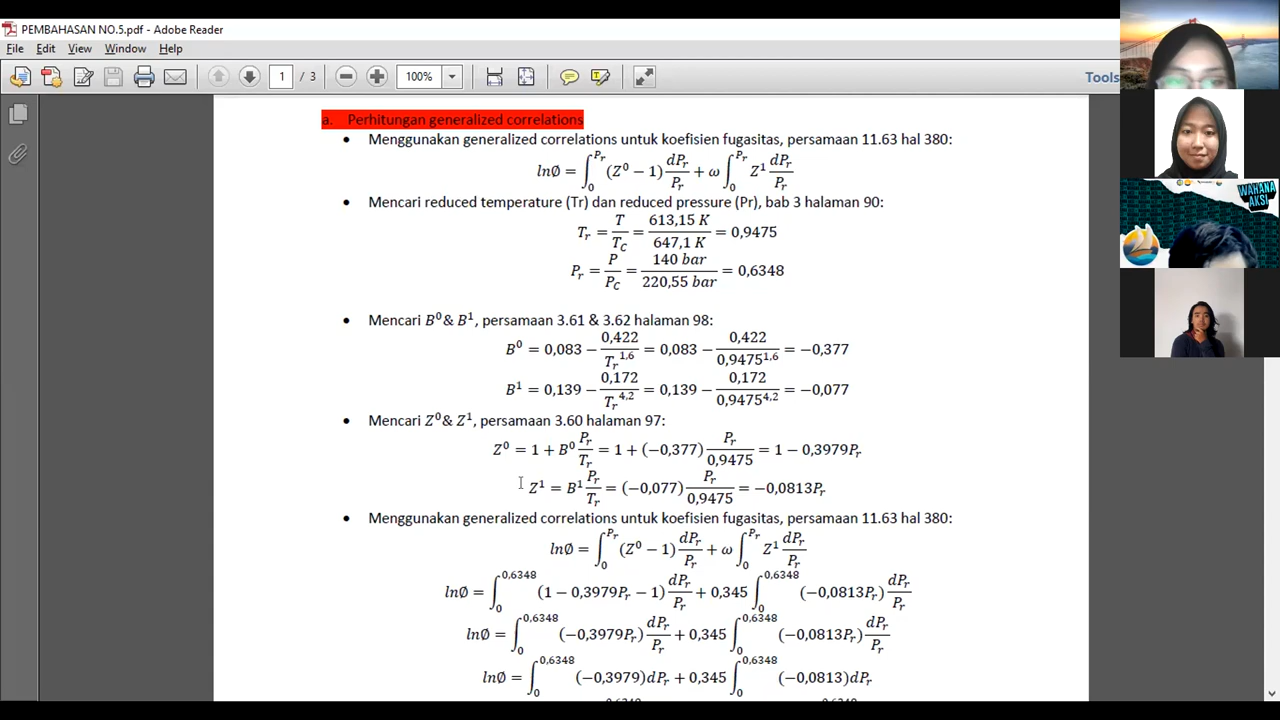 PEMBAHASAN NO.5.pdf - Adobe Reader
File Edit View Window Help
1 / 3 100% Tools
a. Perhitungan generalized correlations
• Menggunakan generalized correlations untuk koefisien fugasitas, persamaan 11.63 hal 380:
ln∅ = ∫₀^{Pr} (Z⁰ − 1) dPr/Pr + ω ∫₀^{Pr} Z¹ dPr/Pr
• Mencari reduced temperature (Tr) dan reduced pressure (Pr), bab 3 halaman 90:
Tr = T/TC = 613,15 K/647,1 K = 0,9475
Pr = P/PC = 140 bar/220,55 bar = 0,6348
• Mencari B⁰& B¹, persamaan 3.61 & 3.62 halaman 98:
B⁰ = 0,083 − 0,422/Tr^1,6 = 0,083 − 0,422/0,9475^1,6 = −0,377
B¹ = 0,139 − 0,172/Tr^4,2 = 0,139 − 0,172/0,9475^4,2 = −0,077
• Mencari Z⁰& Z¹, persamaan 3.60 halaman 97:
Z⁰ = 1 + B⁰ Pr/Tr = 1 + (−0,377) Pr/0,9475 = 1 − 0,3979Pr
Z¹ = B¹ Pr/Tr = (−0,077) Pr/0,9475 = −0,0813Pr
• Menggunakan generalized correlations untuk koefisien fugasitas, persamaan 11.63 hal 380:
ln∅ = ∫₀^{Pr} (Z⁰ − 1) dPr/Pr + ω ∫₀^{Pr} Z¹ dPr/Pr
ln∅ = ∫₀^{0,6348} (1 − 0,3979Pr − 1) dPr/Pr + 0,345 ∫₀^{0,6348} (−0,0813Pr) dPr/Pr
ln∅ = ∫₀^{0,6348} (−0,3979Pr) dPr/Pr + 0,345 ∫₀^{0,6348} (−0,0813Pr) dPr/Pr
ln∅ = ∫₀^{0,6348} (−0,3979)dPr + 0,345 ∫₀^{0,6348} (−0,0813)dPr
WAHANA
AKSI